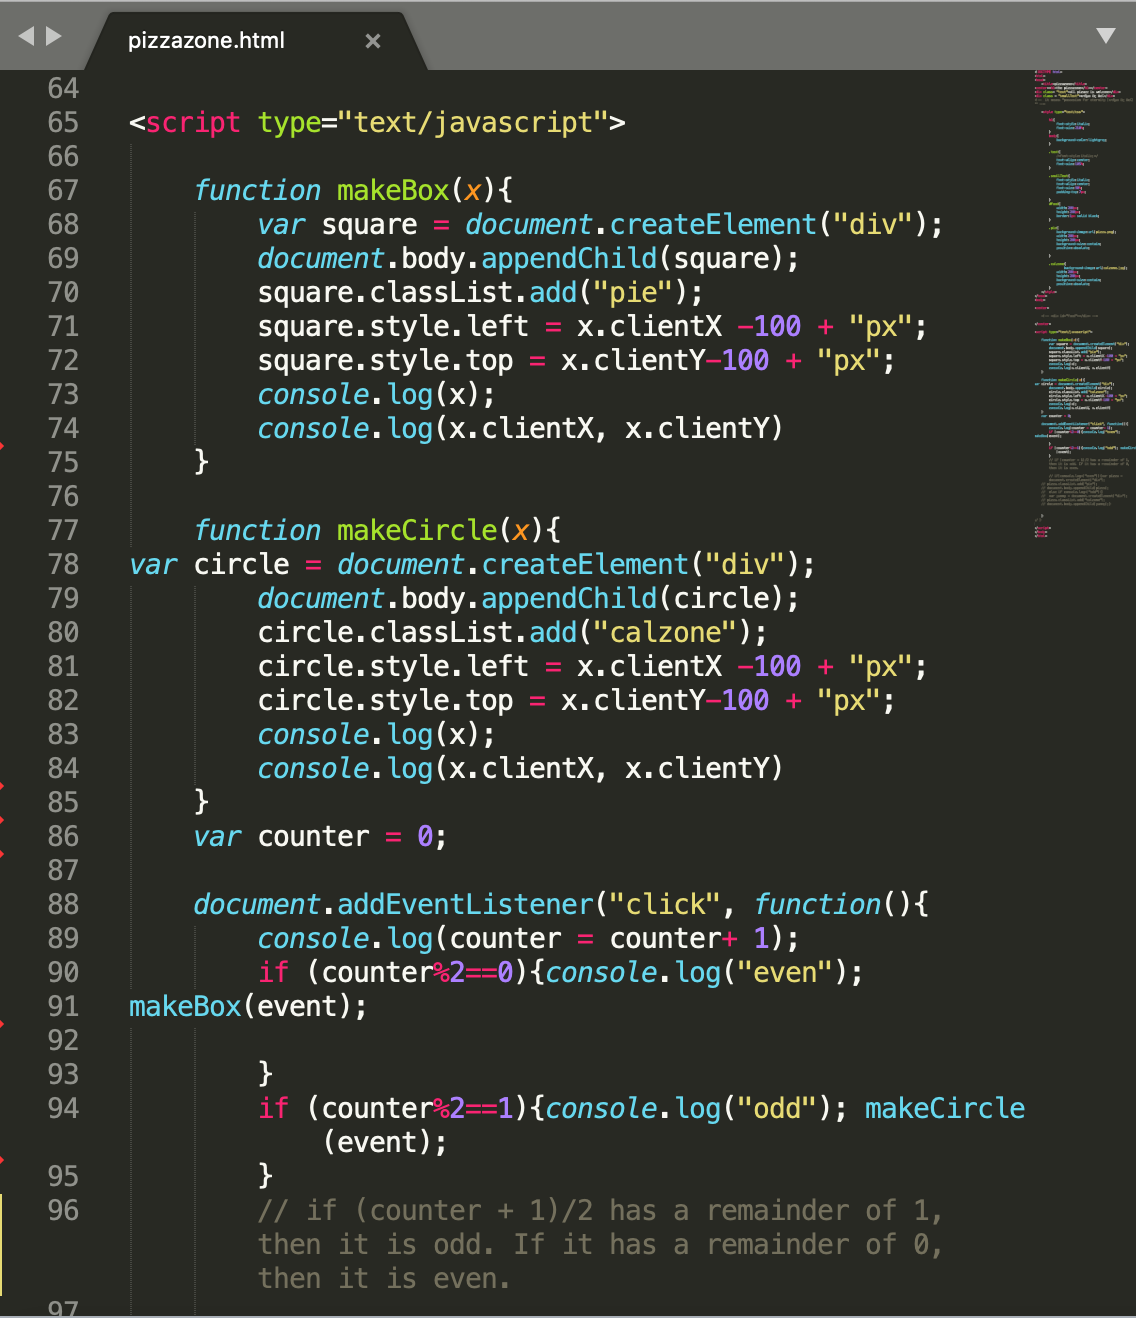 pizzazone.html ×
64
65 <script type="text/javascript">
66
67 function makeBox(x){
68 var square = document.createElement("div");
69 document.body.appendChild(square);
70 square.classList.add("pie");
71 square.style.left = x.clientX -100 + "px";
72 square.style.top = x.clientY-100 + "px";
73 console.log(x);
74 console.log(x.clientX, x.clientY)
75 }
76
77 function makeCircle(x){
78 var circle = document.createElement("div");
79 document.body.appendChild(circle);
80 circle.classList.add("calzone");
81 circle.style.left = x.clientX -100 + "px";
82 circle.style.top = x.clientY-100 + "px";
83 console.log(x);
84 console.log(x.clientX, x.clientY)
85 }
86 var counter = 0;
87
88 document.addEventListener("click", function(){
89 console.log(counter = counter+ 1);
90 if (counter%2==0){console.log("even");
91 makeBox(event);
92
93 }
94 if (counter%2==1){console.log("odd"); makeCircle
(event);
95 }
96 // if (counter + 1)/2 has a remainder of 1,
then it is odd. If it has a remainder of 0,
then it is even.
97